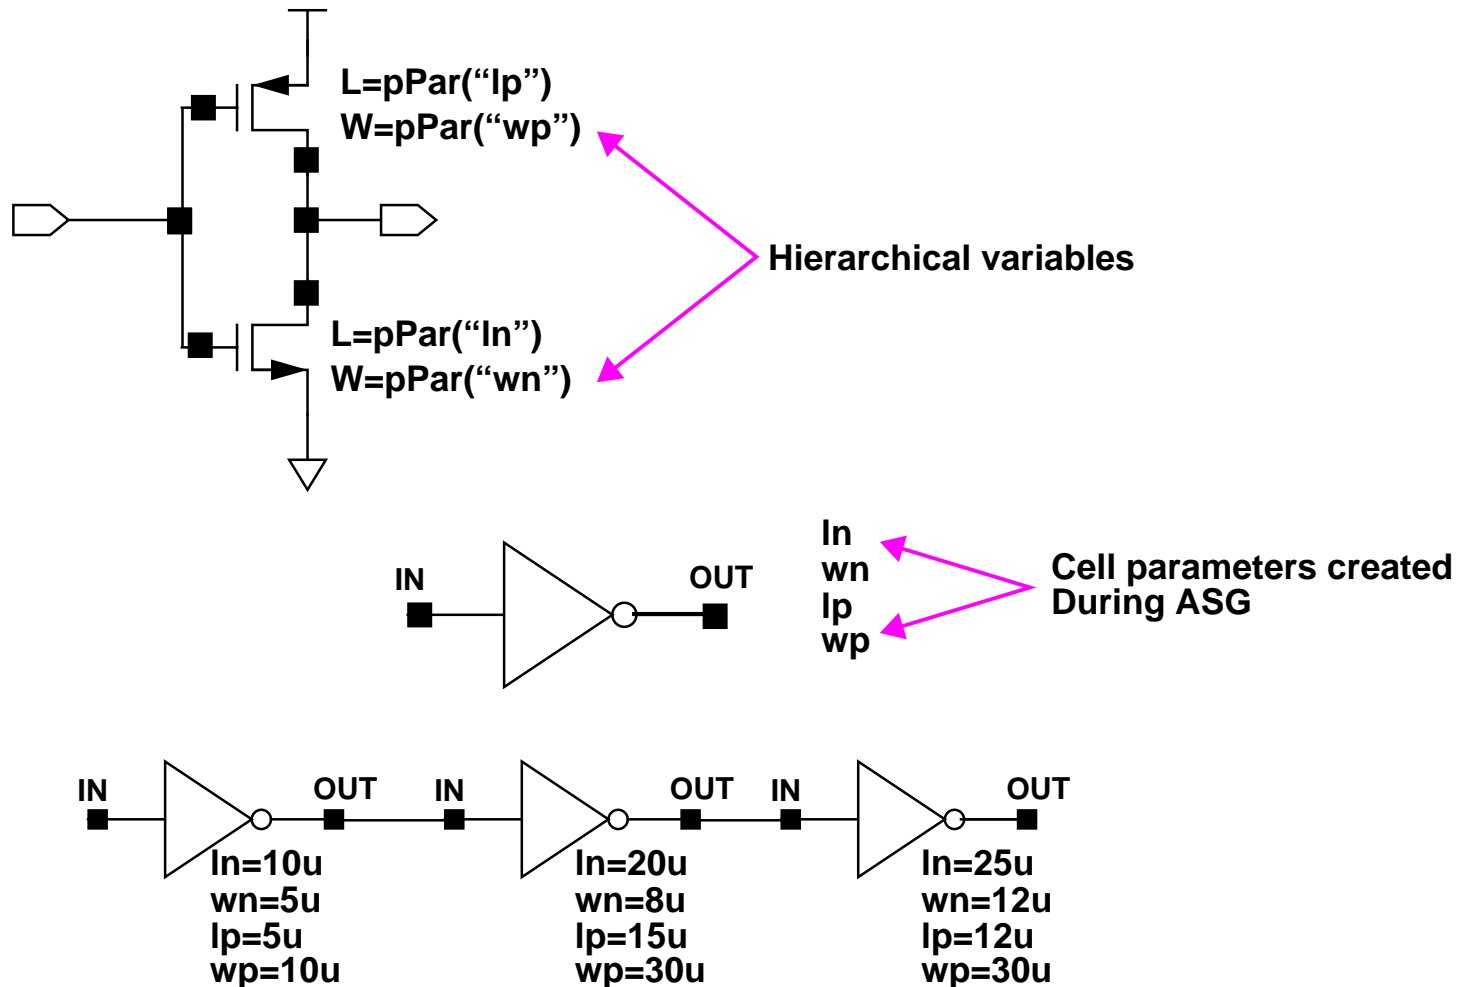 L=pPar(“lp”)
W=pPar(“wp”)
Hierarchical variables
L=pPar(“ln”)
W=pPar(“wn”)
ln
wn
lp
wp
Cell parameters created
During ASG
IN
OUT
IN
OUT
IN
OUT
IN
OUT
ln=10u
wn=5u
lp=5u
wp=10u
ln=20u
wn=8u
lp=15u
wp=30u
ln=25u
wn=12u
lp=12u
wp=30u